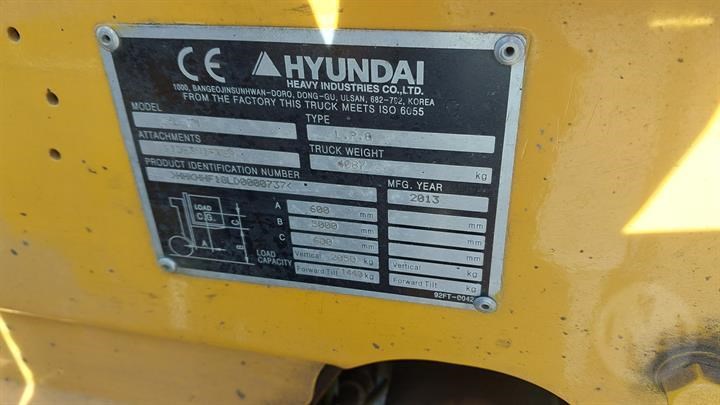 CE HYUNDAI
HEAVY INDUSTRIES CO.,LTD.
1000, BANGEOJINSUNHWAN-DORO, DONG-GU, ULSAN, 682-792, KOREA
FROM THE FACTORY THIS TRUCK MEETS ISO 6055
MODEL TYPE
L.P.G
ATTACHMENTS TRUCK WEIGHT
kg
PRODUCT IDENTIFICATION NUMBER MFG. YEAR
2013
LOAD C.G. A C B
A 600 mm mm
B 3000 mm mm
C 600 mm mm
LOAD CAPACITY
Vertical 2050 kg Vertical kg
Forward Tilt 1440 kg Forward Tilt kg
92FT-0042